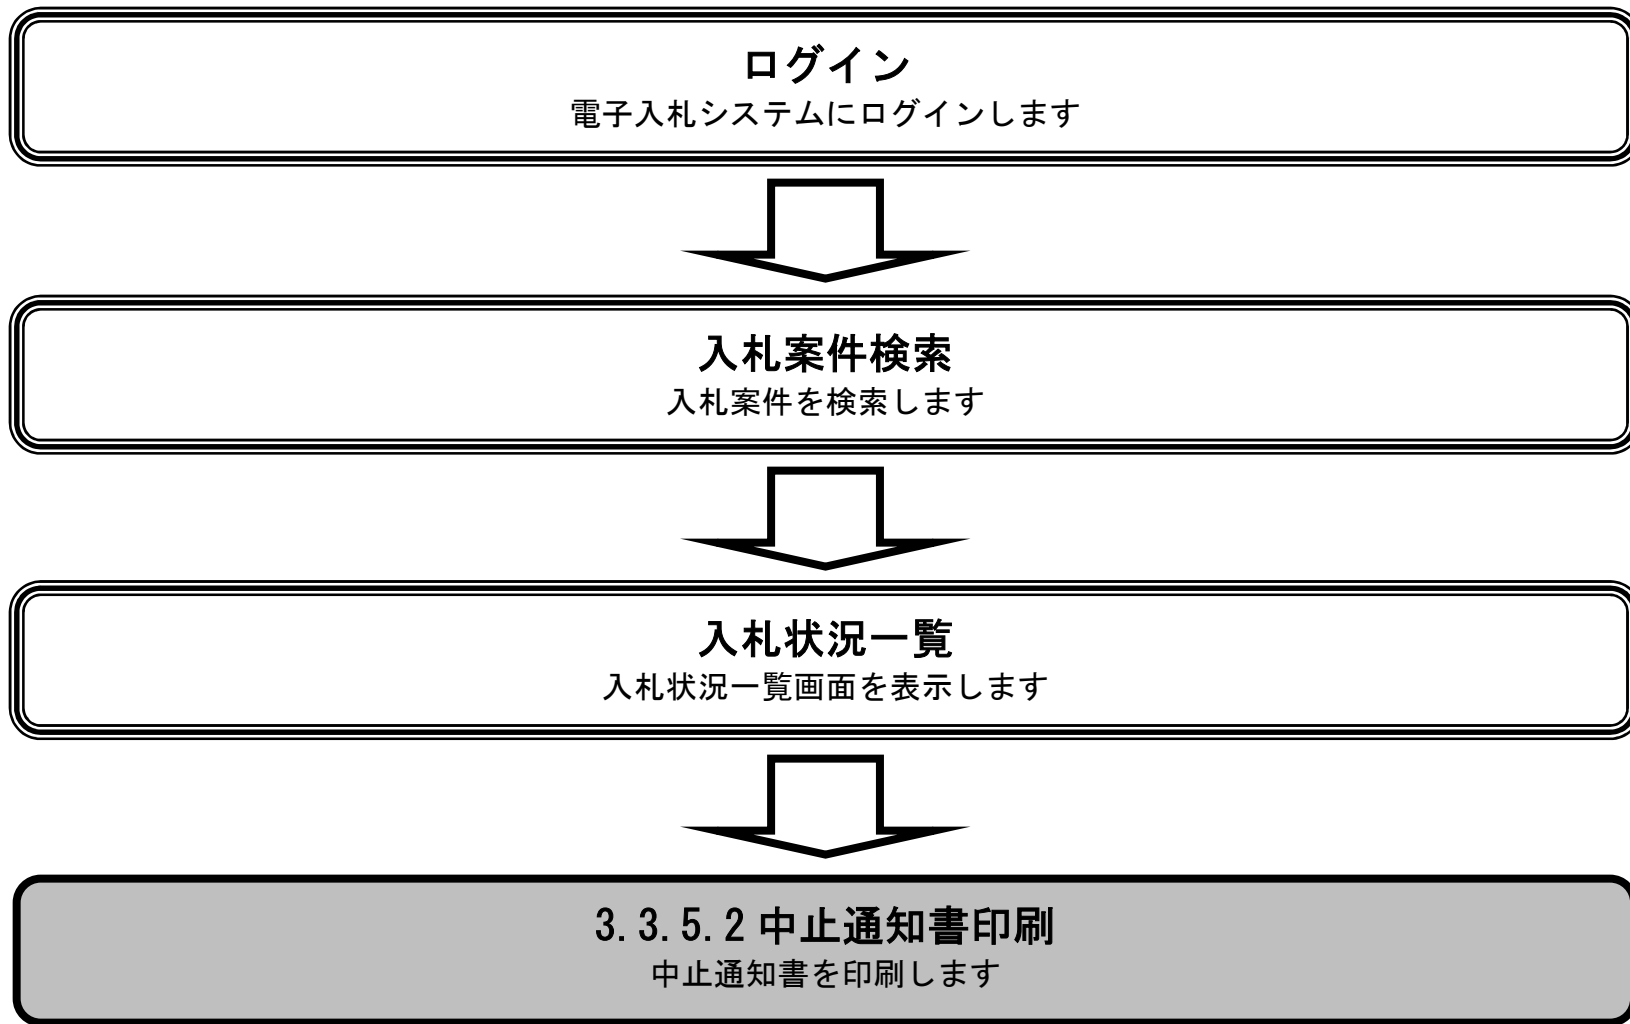 ログイン
電子入札システムにログインします
入札案件検索
入札案件を検索します
入札状況一覧
入札状況一覧画面を表示します
3.3.5.2 中止通知書印刷
中止通知書を印刷します